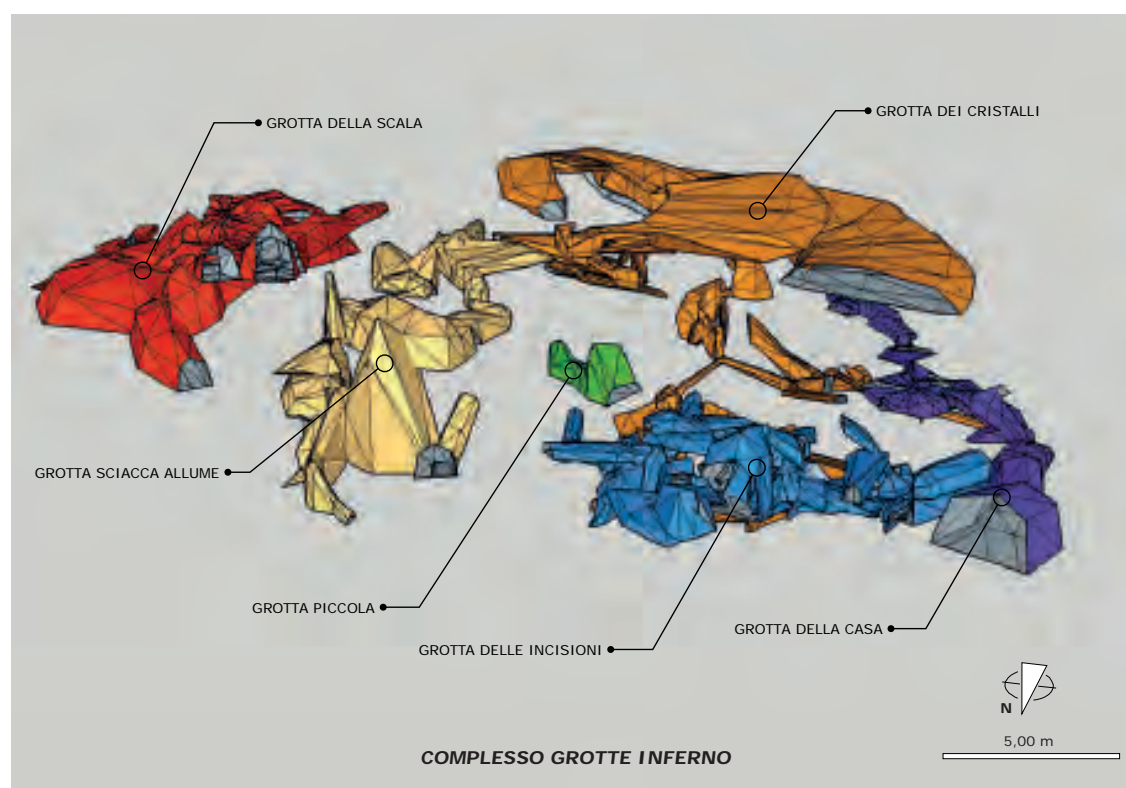 GROTTA DEI CRISTALLI
GROTTA DELLA SCALA
GROTTA SCIACCA ALLUME
GROTTA PICCOLA
GROTTA DELLA CASA
GROTTA DELLE INCISIONI
N
5,00 m
COMPLESSO GROTTE INFERNO